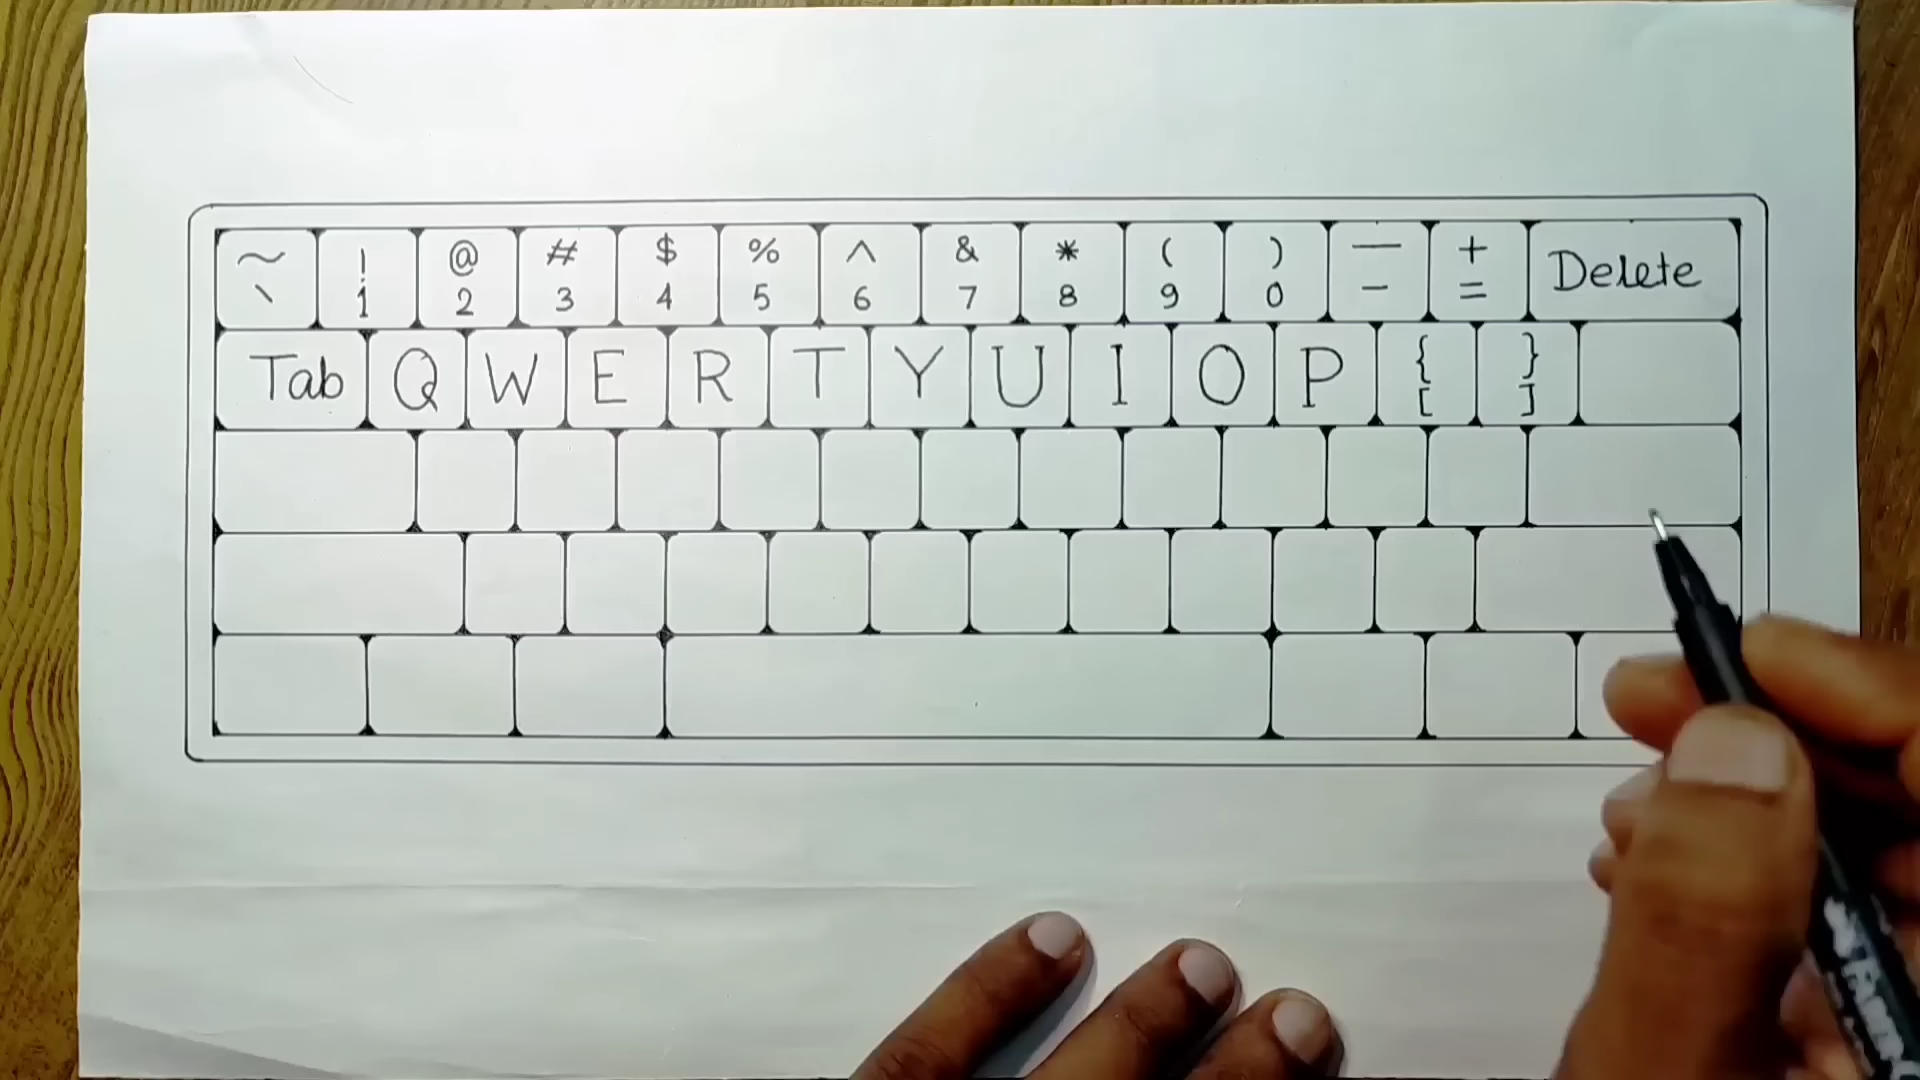 ~ ! @ # $ % ^ & * ( ) — +
` 1 2 3 4 5 6 7 8 9 0 - = Delete
Tab Q W E R T Y U I O P { }
[ ]